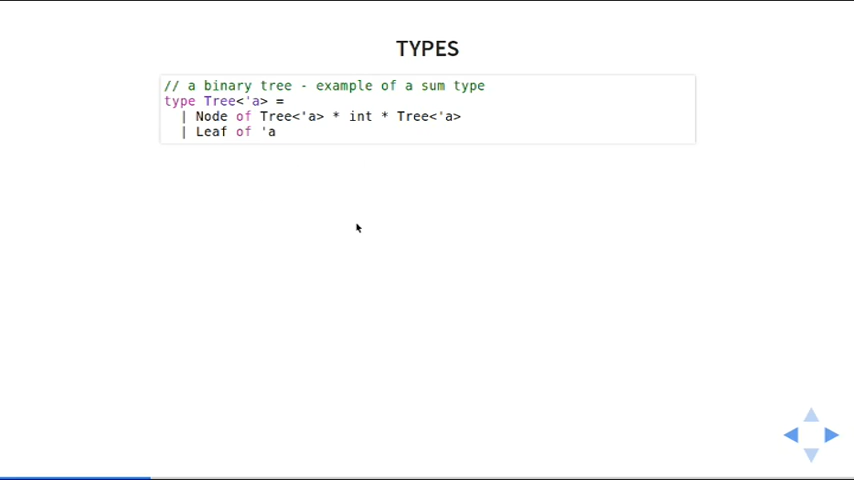 TYPES
// a binary tree - example of a sum type
type Tree<'a> =
  | Node of Tree<'a> * int * Tree<'a>
  | Leaf of 'a